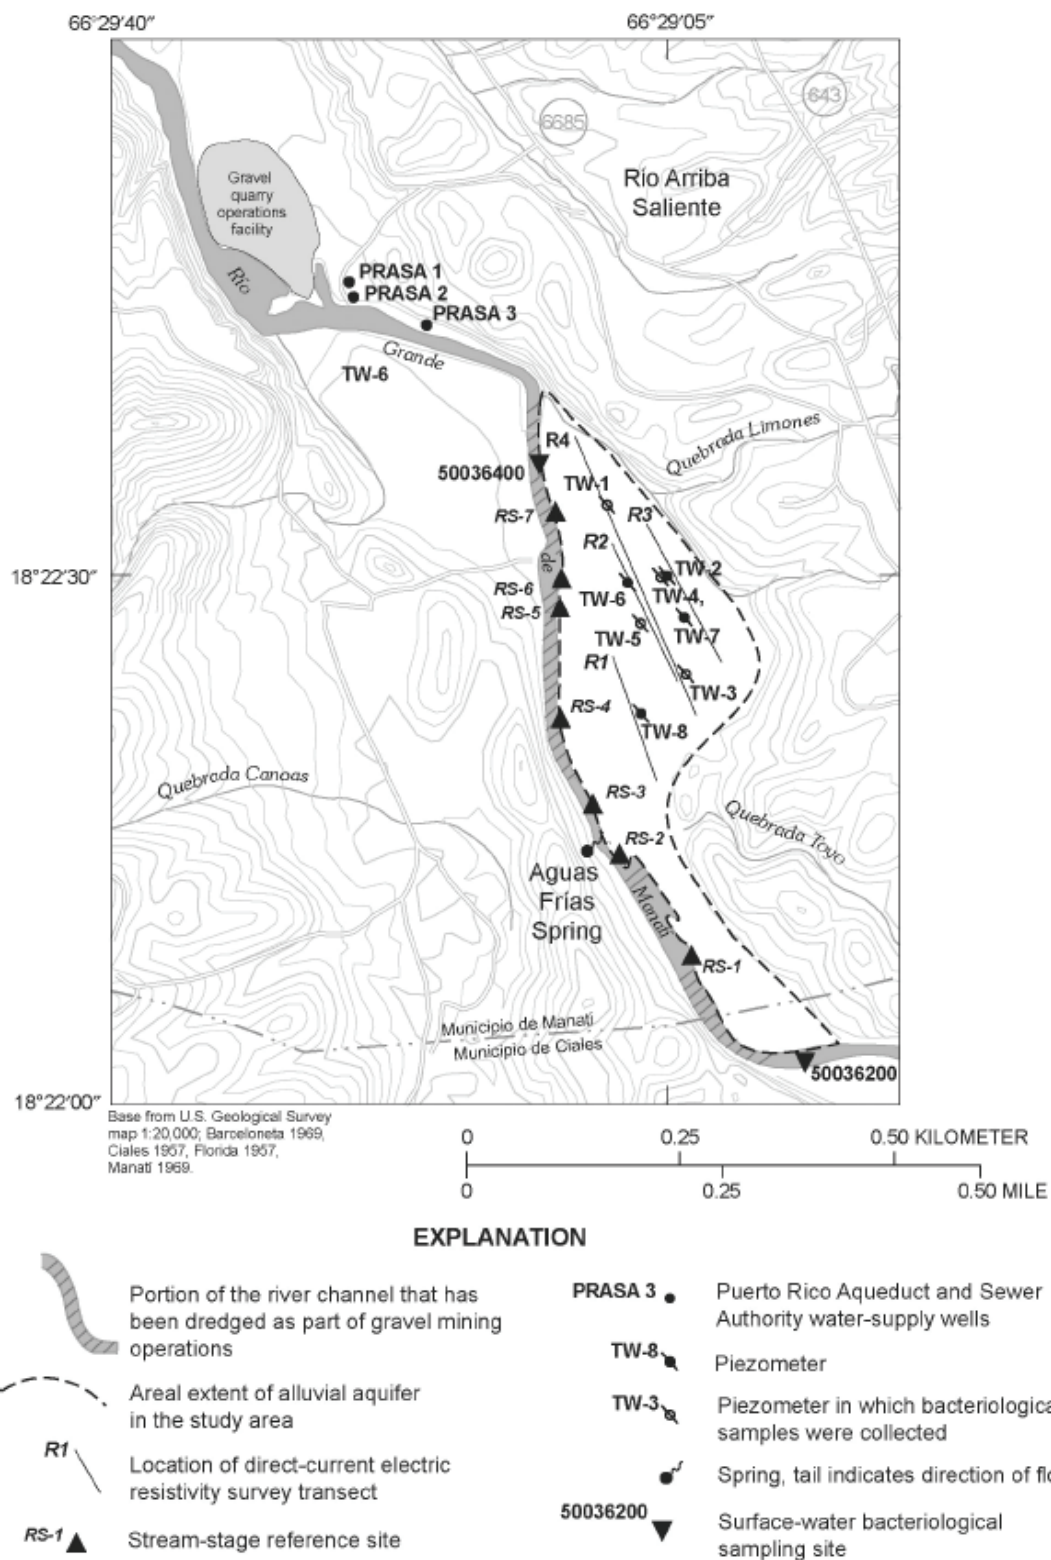 66°29′40″
66°29′05″
643
6685
Río Arriba
Saliente
Gravel
quarry
operations
facility
Río
PRASA 1
PRASA 2
PRASA 3
Grande
TW-6
Quebrada Limones
R4
50036400
TW-1
RS-7
R3
R2
de
18°22′30″
TW-2
RS-6
TW-6
TW-4,
RS-5
TW-7
TW-5
R1
TW-3
RS-4
TW-8
Quebrada Canoas
RS-3
Quebrada Toyo
RS-2
Aguas
Frías
Spring
Manatí
RS-1
Municipio de Manatí
Municipio de Ciales
50036200
18°22′00″
Base from U.S. Geological Survey
map 1:20,000; Barceloneta 1969,
Ciales 1957, Florida 1957,
Manatí 1969.
0 0.25 0.50 KILOMETER
0 0.25 0.50 MILE
EXPLANATION
Portion of the river channel that has
been dredged as part of gravel mining
operations
Areal extent of alluvial aquifer
in the study area
R1
Location of direct-current electric
resistivity survey transect
RS-1
Stream-stage reference site
PRASA 3
Puerto Rico Aqueduct and Sewer
Authority water-supply wells
TW-8
Piezometer
TW-3
Piezometer in which bacteriologica
samples were collected
Spring, tail indicates direction of flo
50036200
Surface-water bacteriological
sampling site